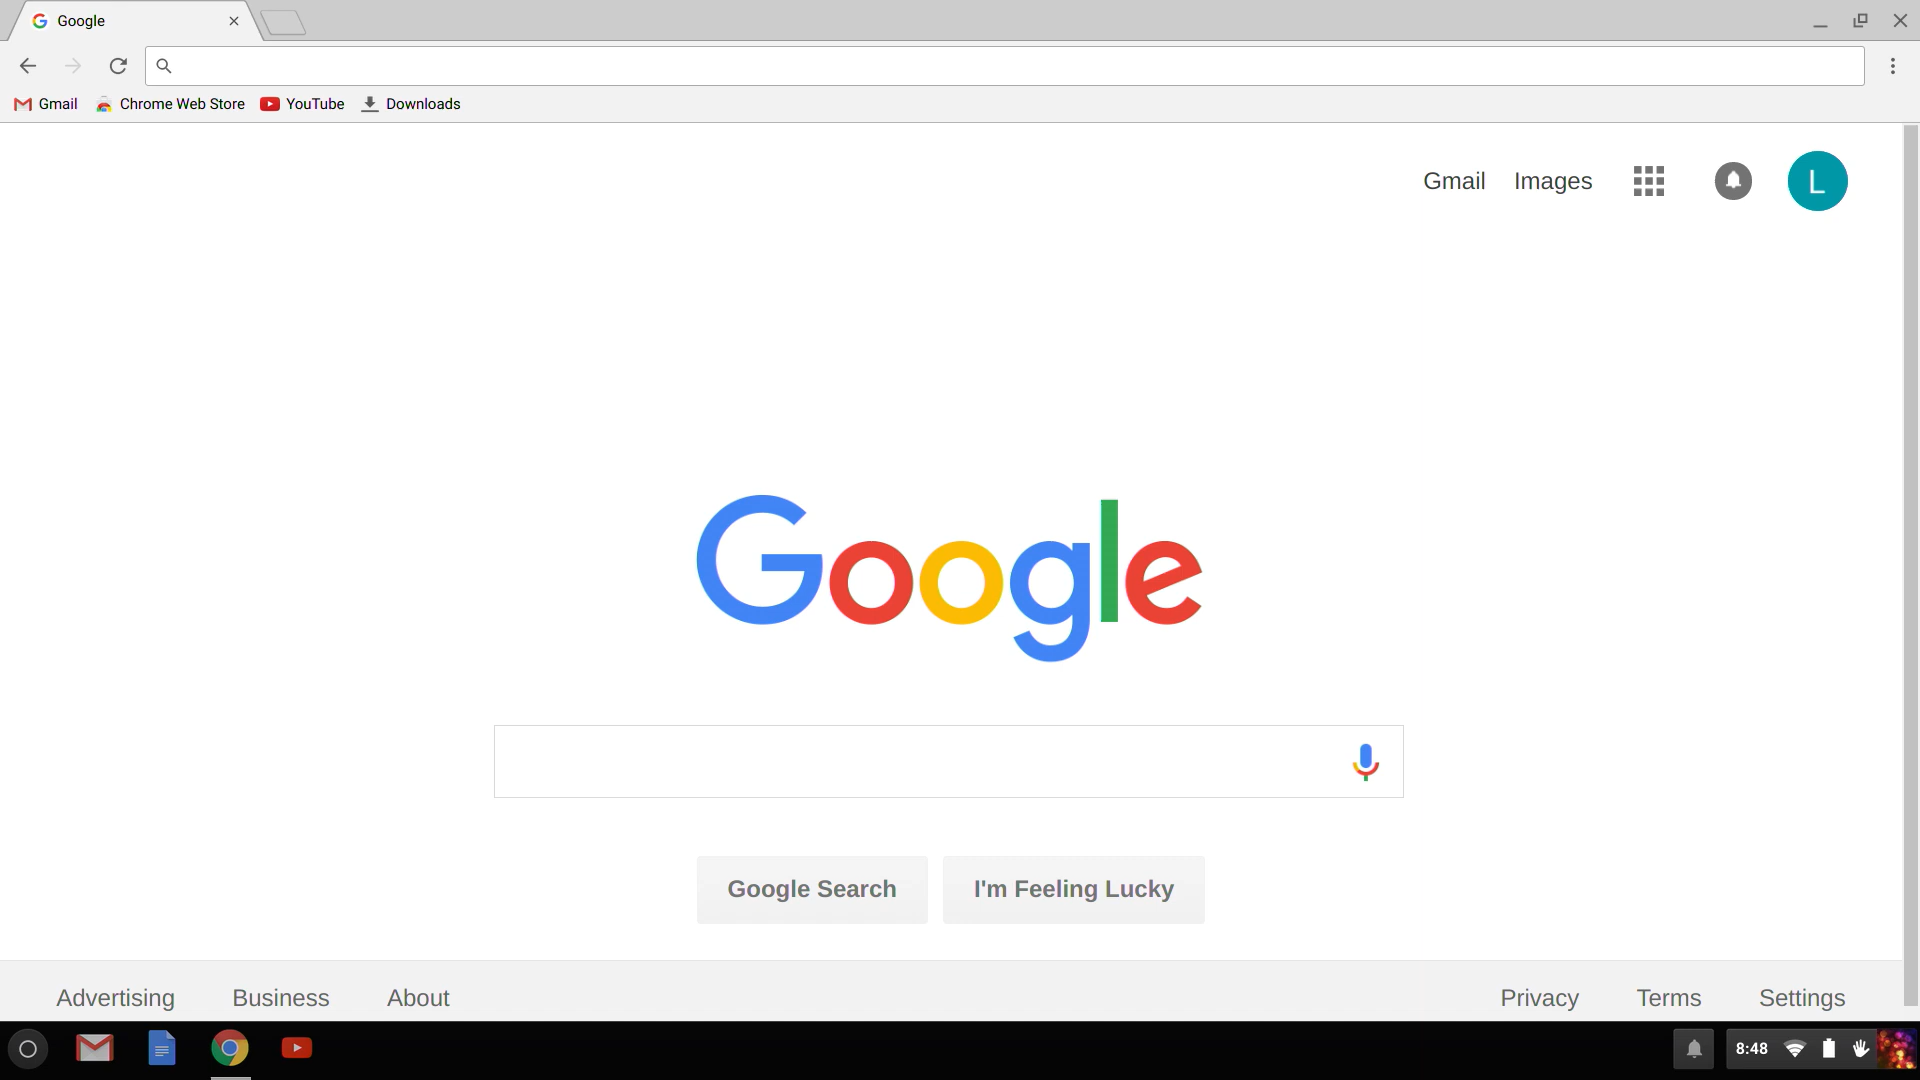 Google
Gmail
Chrome Web Store
YouTube
Downloads
Gmail
Images
L
Google
Google Search
I'm Feeling Lucky
Advertising
Business
About
Privacy
Terms
Settings
8:48